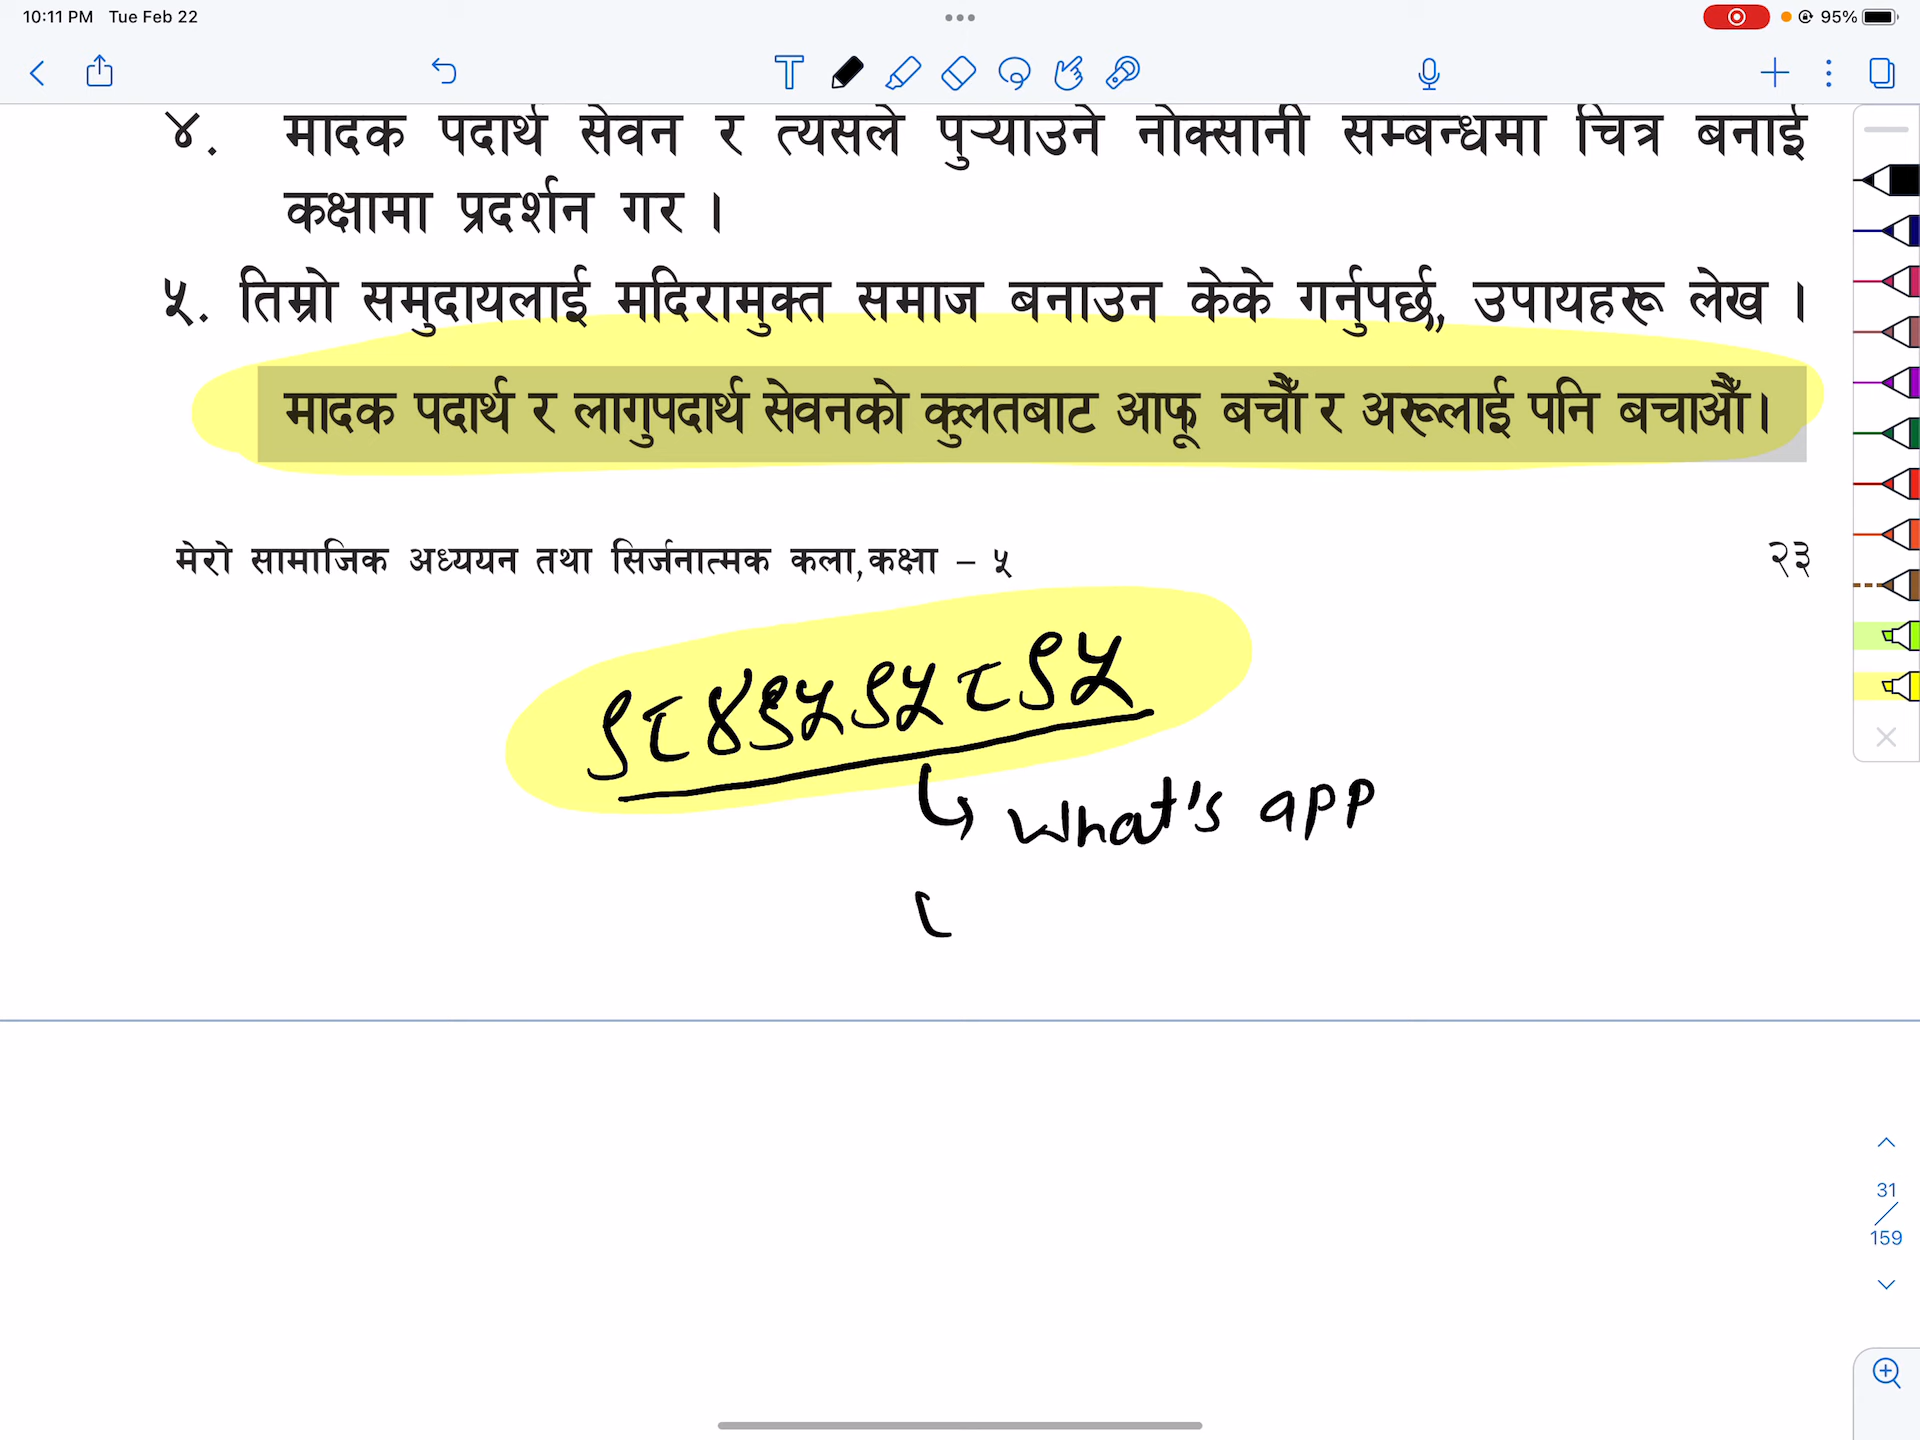 10:11 PM Tue Feb 22
95%
४. मादक पदार्थ सेवन र त्यसले पुऱ्याउने नोक्सानी सम्बन्धमा चित्र बनाई
कक्षामा प्रदर्शन गर ।
५. तिम्रो समुदायलाई मदिरामुक्त समाज बनाउन केके गर्नुपर्छ, उपायहरू लेख ।
मादक पदार्थ र लागुपदार्थ सेवनको कुलतबाट आफू बचौँ र अरूलाई पनि बचाऔँ।
मेरो सामाजिक अध्ययन तथा सिर्जनात्मक कला,कक्षा – ५ २३
What's app
31
/
159